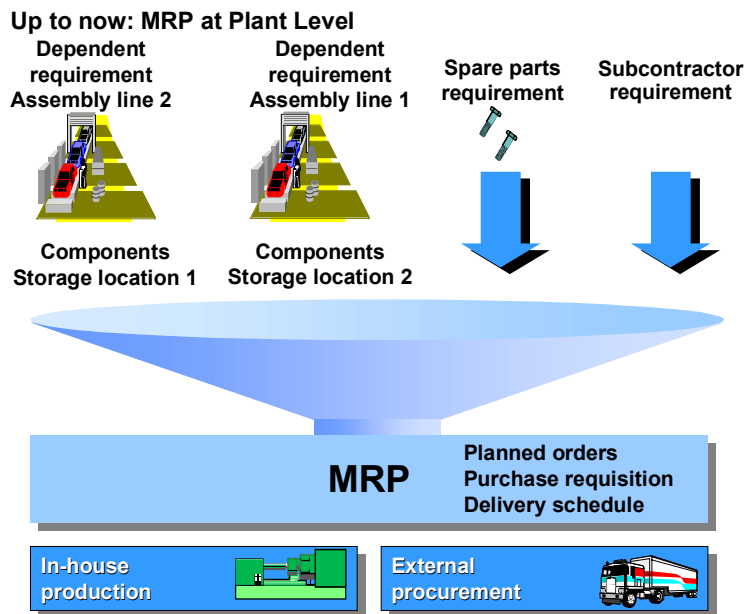 Up to now: MRP at Plant Level
Dependent
requirement
Assembly line 2
Dependent
requirement
Assembly line 1
Spare parts
requirement
Subcontractor
requirement
Components
Storage location 1
Components
Storage location 2
MRP
Planned orders
Purchase requisition
Delivery schedule
In-house
production
External
procurement